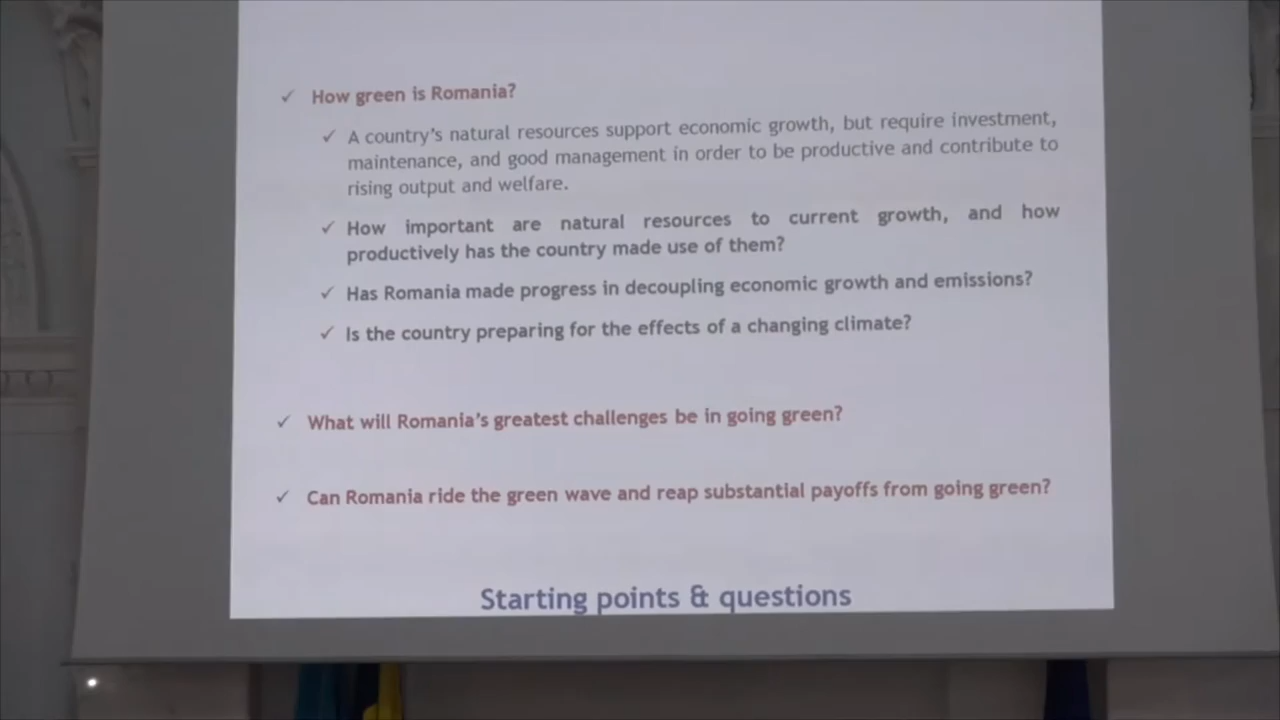 ✓ How green is Romania?
✓ A country's natural resources support economic growth, but require investment,
maintenance, and good management in order to be productive and contribute to
rising output and welfare.
✓ How important are natural resources to current growth, and how
productively has the country made use of them?
✓ Has Romania made progress in decoupling economic growth and emissions?
✓ Is the country preparing for the effects of a changing climate?
✓ What will Romania's greatest challenges be in going green?
✓ Can Romania ride the green wave and reap substantial payoffs from going green?
Starting points & questions